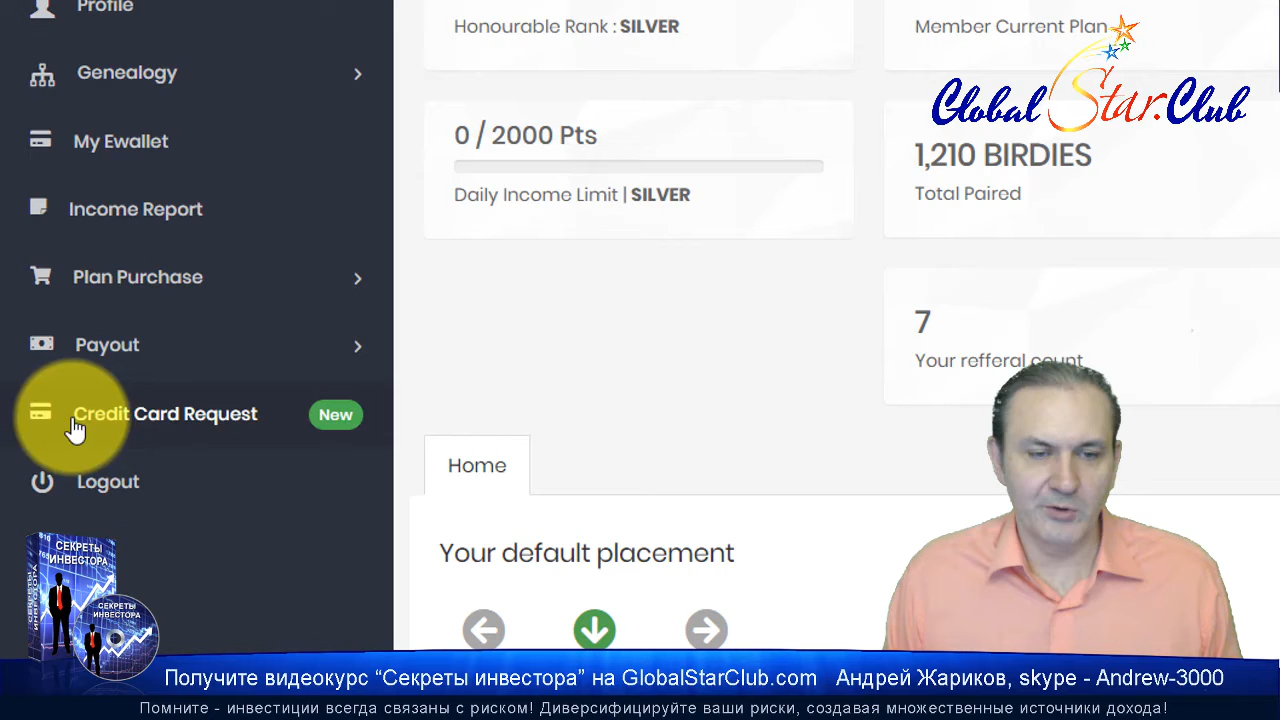 Profile
Genealogy
My Ewallet
Income Report
Plan Purchase
Payout
Credit Card Request New
Logout
Honourable Rank : SILVER
Member Current Plan
Global Star.Club
0 / 2000 Pts
Daily Income Limit | SILVER
1,210 BIRDIES
Total Paired
7
Your refferal count
Home
Your default placement
СЕКРЕТЫ
ИНВЕСТОРА
СЕКРЕТЫ ИНВЕСТОРА
СЕКРЕТЫ
ИНВЕСТОРА
Получите видеокурс “Секреты инвестора” на GlobalStarClub.com Андрей Жариков, skype - Andrew-3000
Помните - инвестиции всегда связаны с риском! Диверсифицируйте ваши риски, создавая множественные источники дохода!